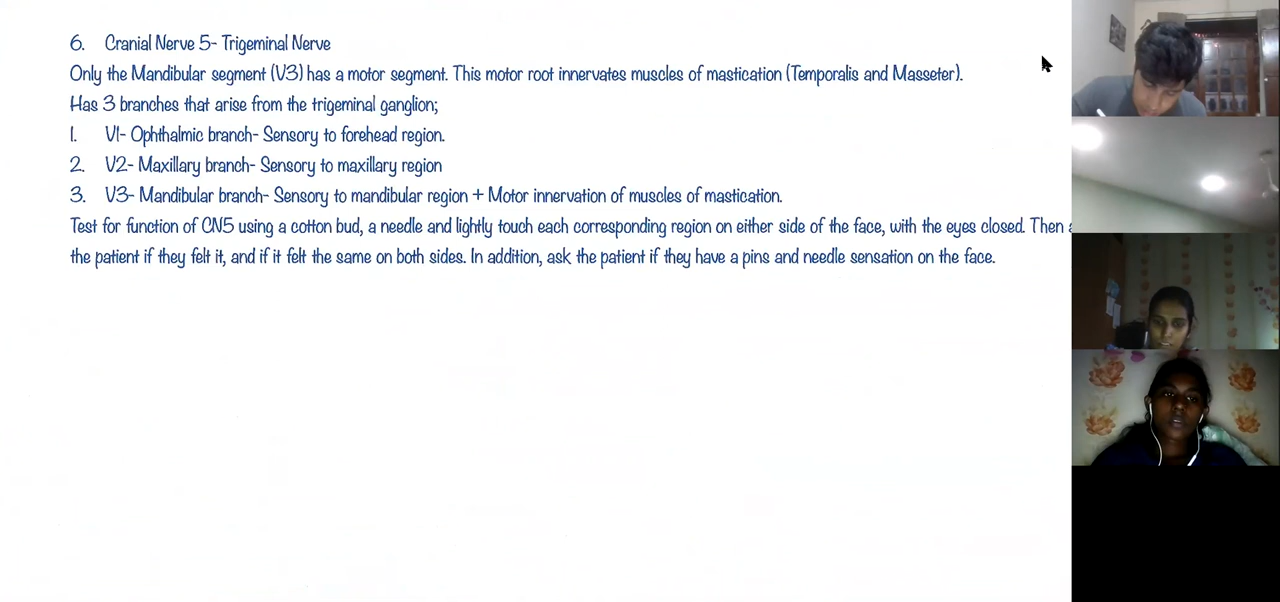 6. Cranial Nerve 5- Trigeminal Nerve
Only the Mandibular segment (V3) has a motor segment. This motor root innervates muscles of mastication (Temporalis and Masseter).
Has 3 branches that arise from the trigeminal ganglion;
1. V1- Ophthalmic branch- Sensory to forehead region.
2. V2- Maxillary branch- Sensory to maxillary region
3. V3- Mandibular branch- Sensory to mandibular region + Motor innervation of muscles of mastication.
Test for function of CN5 using a cotton bud, a needle and lightly touch each corresponding region on either side of the face, with the eyes closed. Then
the patient if they felt it, and if it felt the same on both sides. In addition, ask the patient if they have a pins and needle sensation on the face.